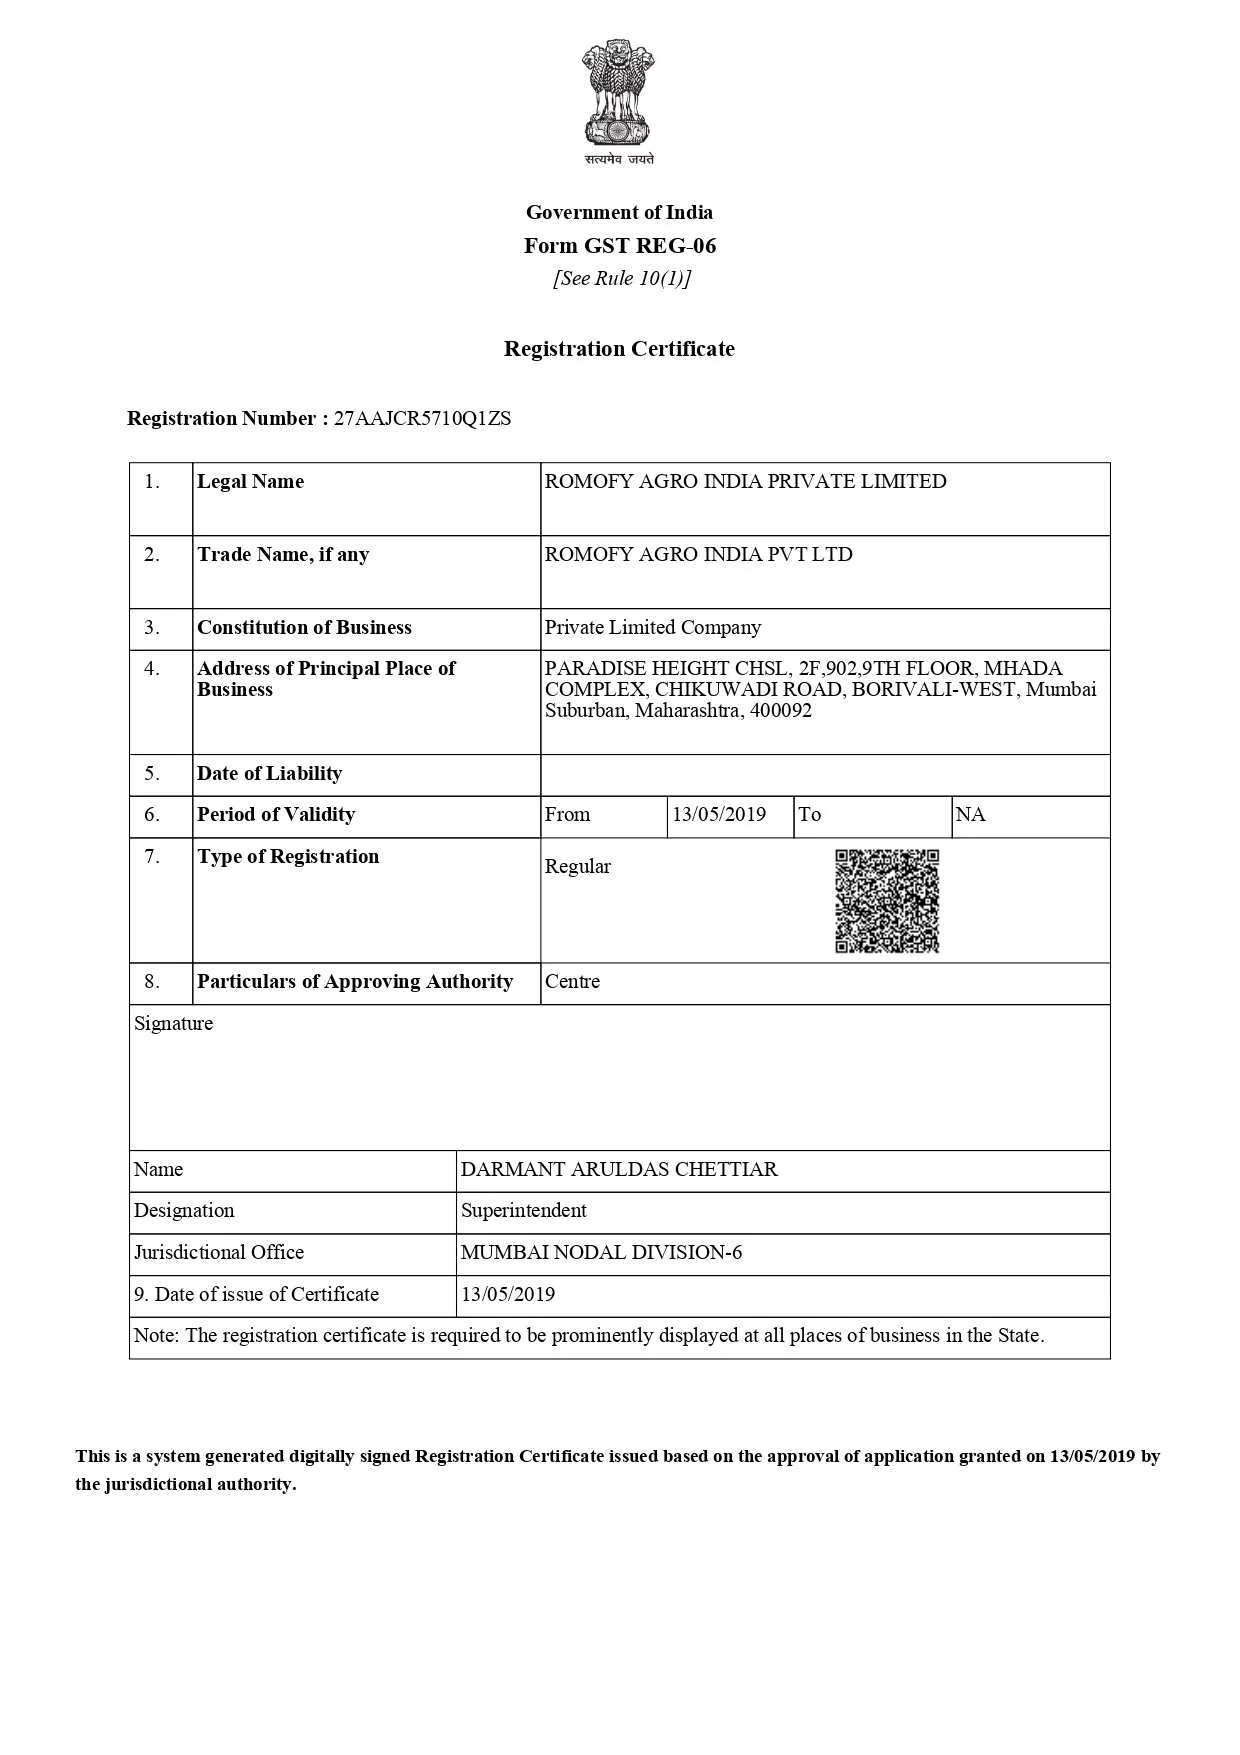 सत्यमेव जयते
Government of India
Form GST REG-06
[See Rule 10(1)]
Registration Certificate
Registration Number : 27AAJCR5710Q1ZS
1. Legal Name ROMOFY AGRO INDIA PRIVATE LIMITED
2. Trade Name, if any ROMOFY AGRO INDIA PVT LTD
3. Constitution of Business Private Limited Company
4. Address of Principal Place of PARADISE HEIGHT CHSL, 2F,902,9TH FLOOR, MHADA
Business COMPLEX, CHIKUWADI ROAD, BORIVALI-WEST, Mumbai
Suburban, Maharashtra, 400092
5. Date of Liability
6. Period of Validity From 13/05/2019 To NA
7. Type of Registration Regular
8. Particulars of Approving Authority Centre
Signature
Name DARMANT ARULDAS CHETTIAR
Designation Superintendent
Jurisdictional Office MUMBAI NODAL DIVISION-6
9. Date of issue of Certificate 13/05/2019
Note: The registration certificate is required to be prominently displayed at all places of business in the State.
This is a system generated digitally signed Registration Certificate issued based on the approval of application granted on 13/05/2019 by
the jurisdictional authority.